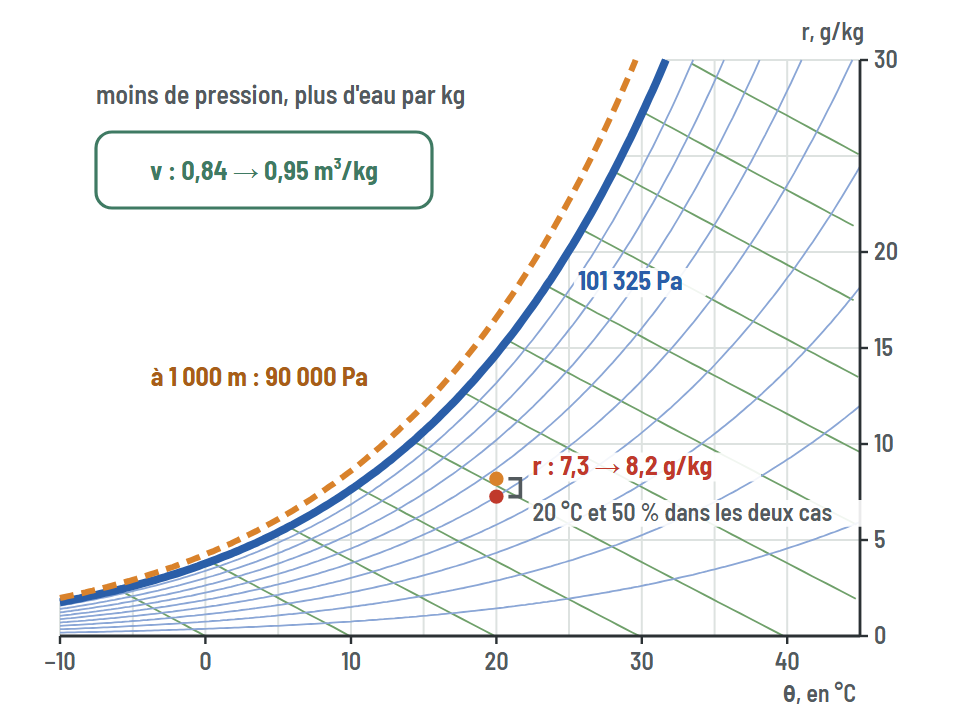 r, g/kg
30
moins de pression, plus d'eau par kg
v : 0,84 → 0,95 m³/kg
20
101 325 Pa
15
à 1 000 m : 90 000 Pa
10
r : 7,3 → 8,2 g/kg
20 °C et 50 % dans les deux cas
5
0
−10 0 10 20 30 40
θ, en °C